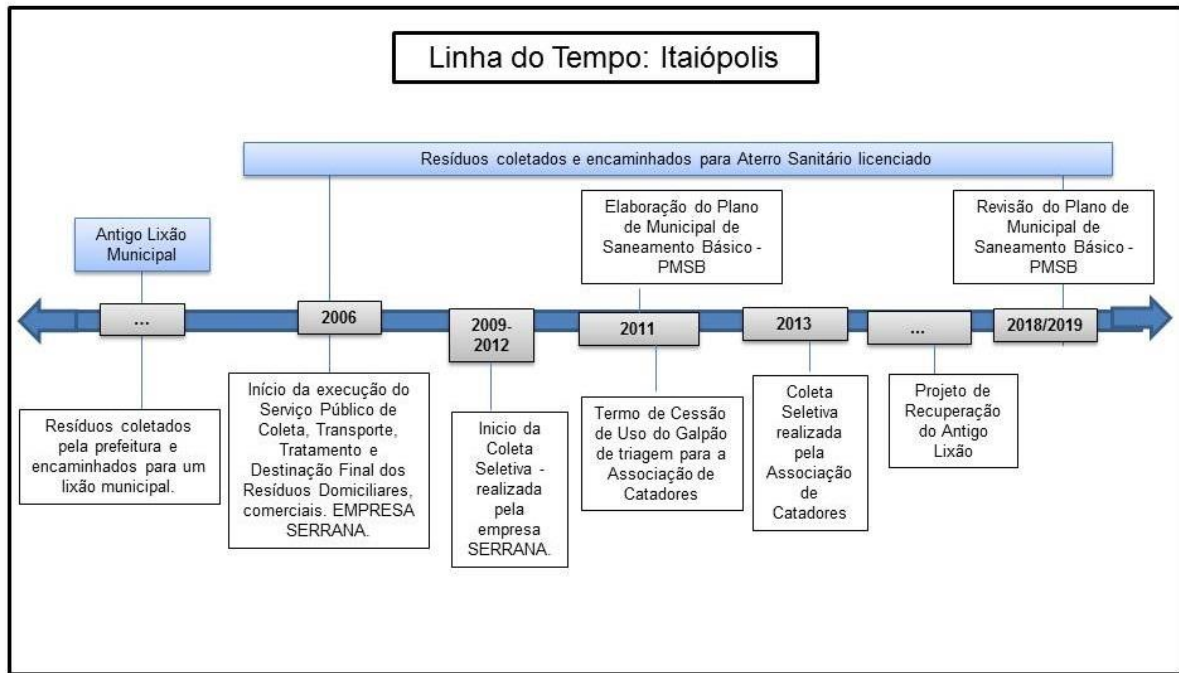 Linha do Tempo: Itaiópolis
Resíduos coletados e encaminhados para Aterro Sanitário licenciado
Antigo Lixão
Municipal
Elaboração do Plano
de Municipal de
Saneamento Básico -
PMSB
Revisão do Plano de
Municipal de
Saneamento Básico -
PMSB
...
2006
2009-
2012
2011
2013
...
2018/2019
Resíduos coletados
pela prefeitura e
encaminhados para um
lixão municipal.
Início da execução do
Serviço Público de
Coleta, Transporte,
Tratamento e
Destinação Final dos
Resíduos Domiciliares,
comerciais. EMPRESA
SERRANA.
Inicio da
Coleta
Seletiva -
realizada
pela
empresa
SERRANA.
Termo de Cessão
de Uso do Galpão
de triagem para a
Associação de
Catadores
Coleta
Seletiva
realizada
pela
Associação
de
Catadores
Projeto de
Recuperação
do Antigo
Lixão